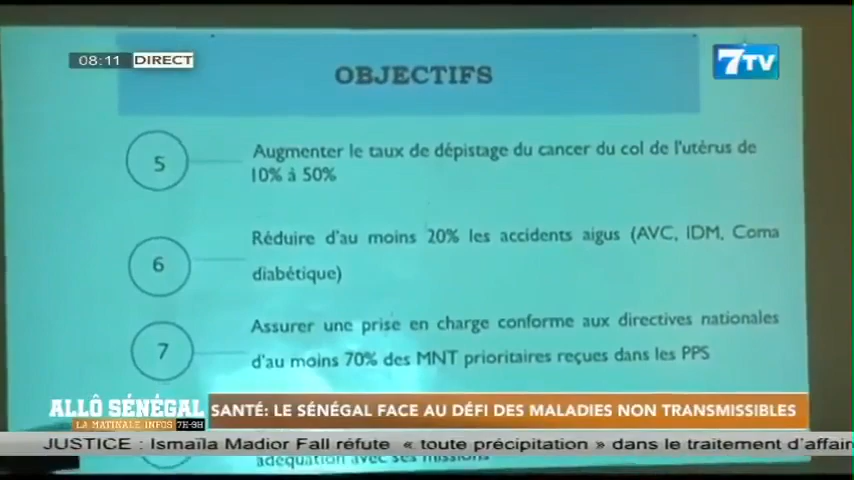 08:11 DIRECT
7TV
OBJECTIFS
5
Augmenter le taux de dépistage du cancer du col de l'utérus de
10% à 50%
6
Réduire d'au moins 20% les accidents aigus (AVC, IDM, Coma
diabétique)
7
Assurer une prise en charge conforme aux directives nationales
d'au moins 70% des MNT prioritaires reçues dans les PPS
ALLÔ SÉNÉGAL
LA MATINALE INFOS 7H-9H
SANTÉ: LE SÉNÉGAL FACE AU DÉFI DES MALADIES NON TRANSMISSIBLES
JUSTICE : Ismaïla Madior Fall réfute « toute précipitation » dans le traitement d'affair
adéquation avec ses missions